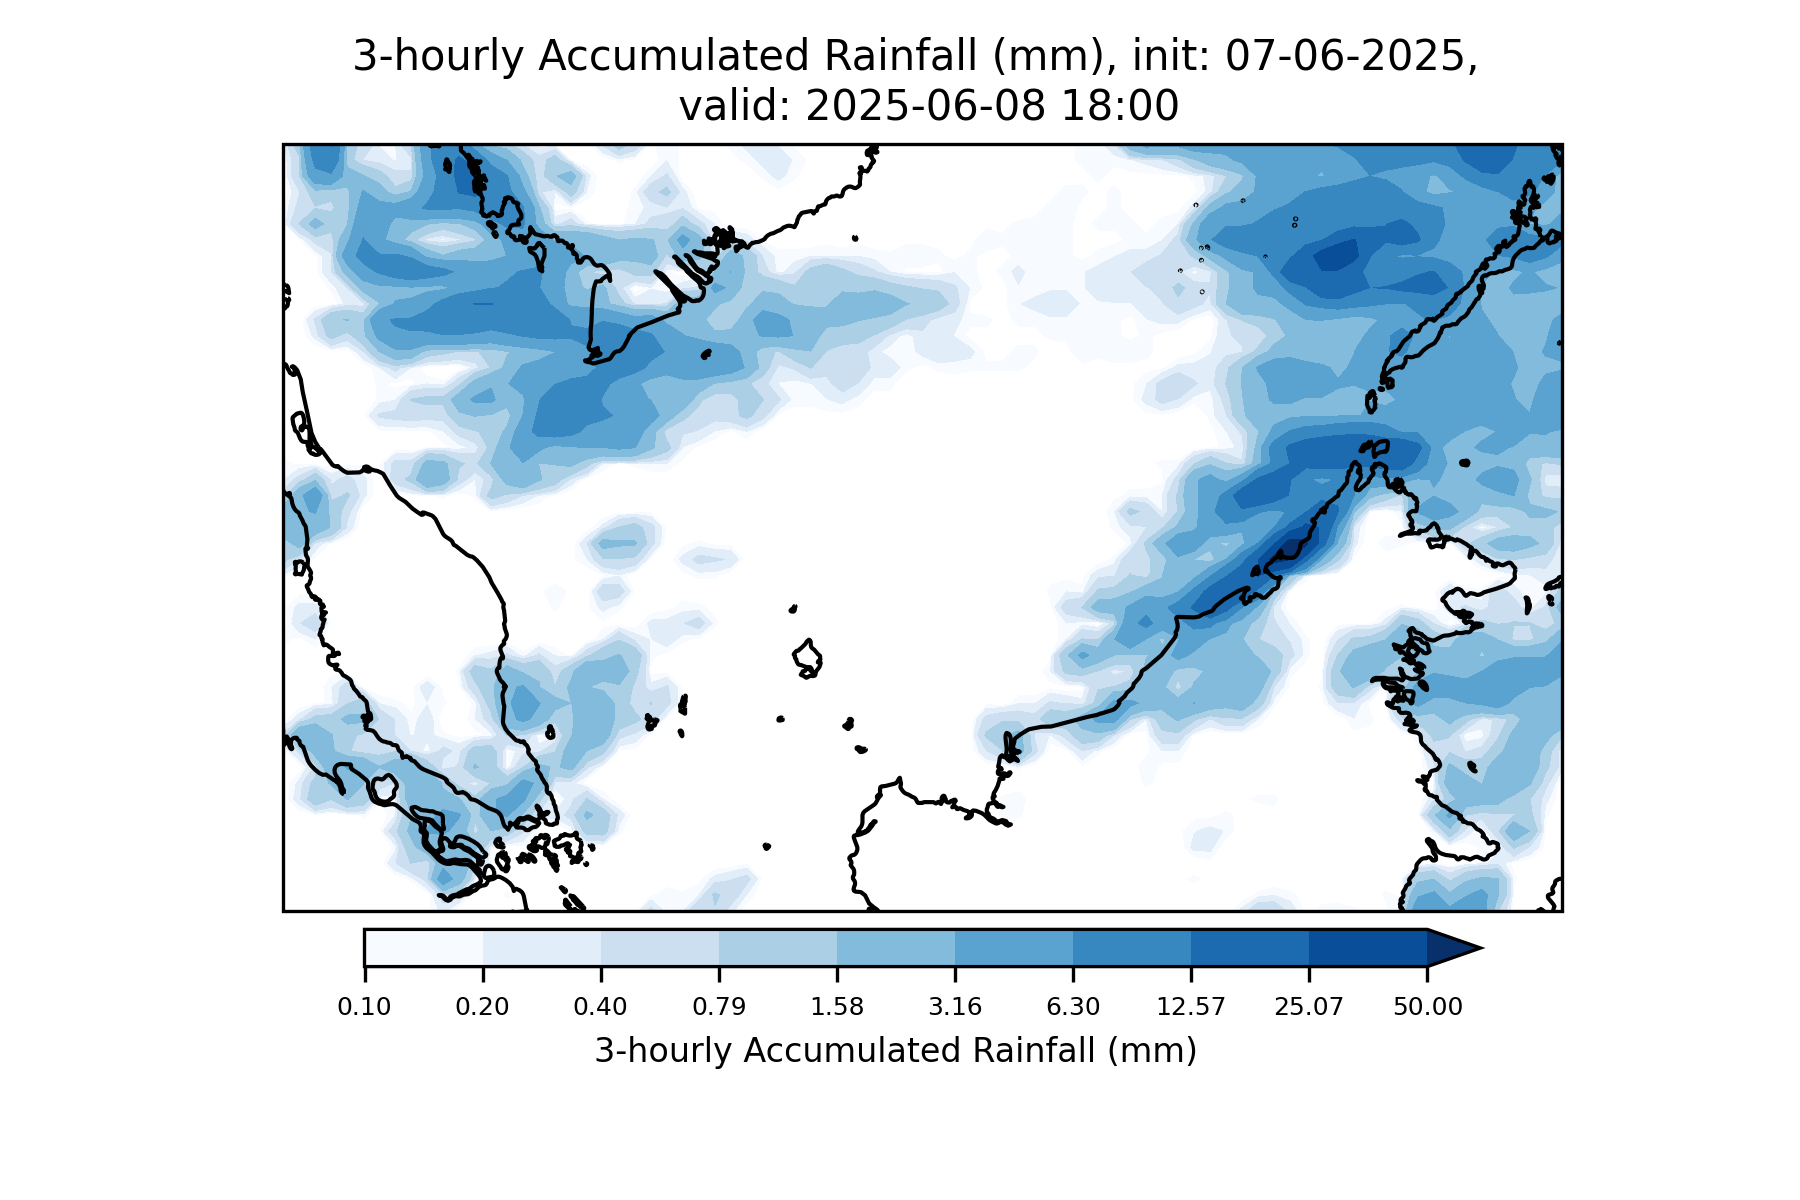 3-hourly Accumulated Rainfall (mm), init: 07-06-2025,
valid: 2025-06-08 18:00
0.10 0.20 0.40 0.79 1.58 3.16 6.30 12.57 25.07 50.00
3-hourly Accumulated Rainfall (mm)